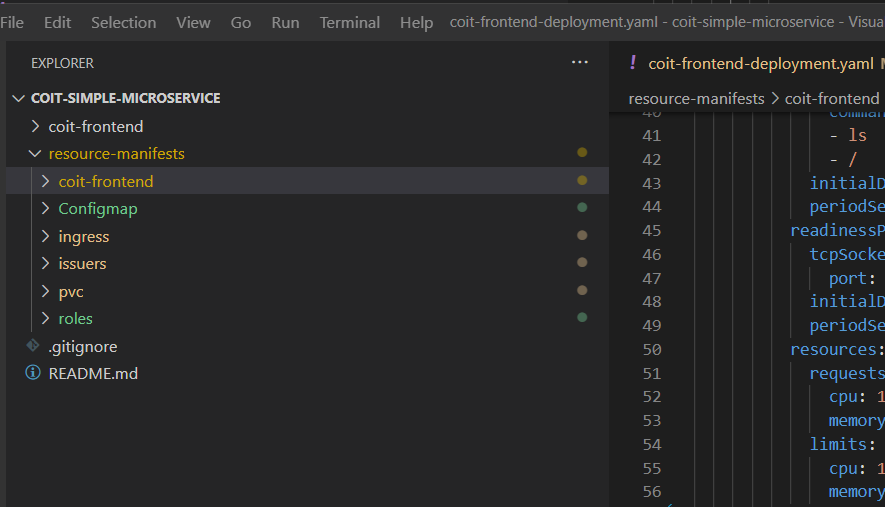 File Edit Selection View Go Run Terminal Help coit-frontend-deployment.yaml - coit-simple-microservice - Visua
EXPLORER
COIT-SIMPLE-MICROSERVICE
coit-frontend
resource-manifests
coit-frontend
Configmap
ingress
issuers
pvc
roles
.gitignore
README.md
! coit-frontend-deployment.yaml M
resource-manifests > coit-frontend
40 comman
41 - ls
42 - /
43 initialD
44 periodSe
45 readinessP
46 tcpSocke
47 port:
48 initialD
49 periodSe
50 resources:
51 requests
52 cpu: 1
53 memory
54 limits:
55 cpu: 1
56 memory